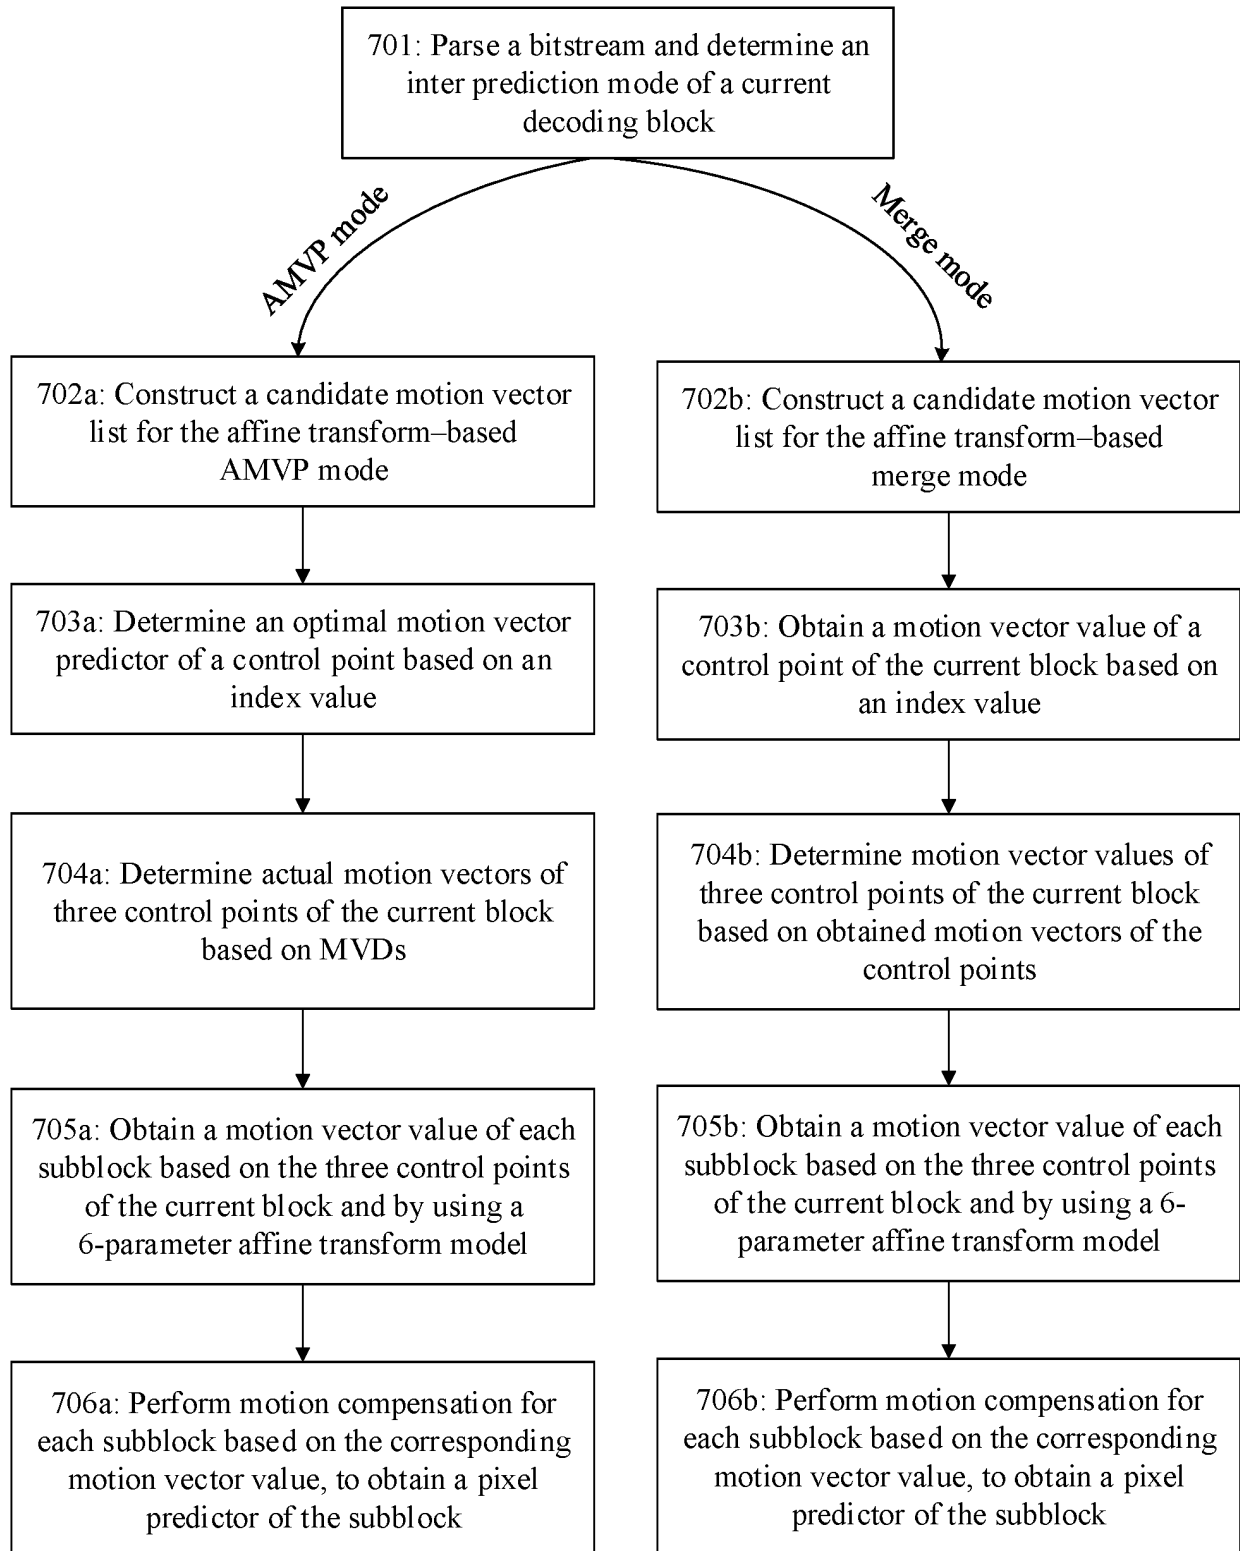 701: Parse a bitstream and determine an
inter prediction mode of a current
decoding block
AMVP mode
Merge mode
702a: Construct a candidate motion vector
list for the affine transform–based
AMVP mode
702b: Construct a candidate motion vector
list for the affine transform–based
merge mode
703a: Determine an optimal motion vector
predictor of a control point based on an
index value
703b: Obtain a motion vector value of a
control point of the current block based on
an index value
704a: Determine actual motion vectors of
three control points of the current block
based on MVDs
704b: Determine motion vector values of
three control points of the current block
based on obtained motion vectors of the
control points
705a: Obtain a motion vector value of each
subblock based on the three control points
of the current block and by using a
6-parameter affine transform model
705b: Obtain a motion vector value of each
subblock based on the three control points
of the current block and by using a 6-
parameter affine transform model
706a: Perform motion compensation for
each subblock based on the corresponding
motion vector value, to obtain a pixel
predictor of the subblock
706b: Perform motion compensation for
each subblock based on the corresponding
motion vector value, to obtain a pixel
predictor of the subblock